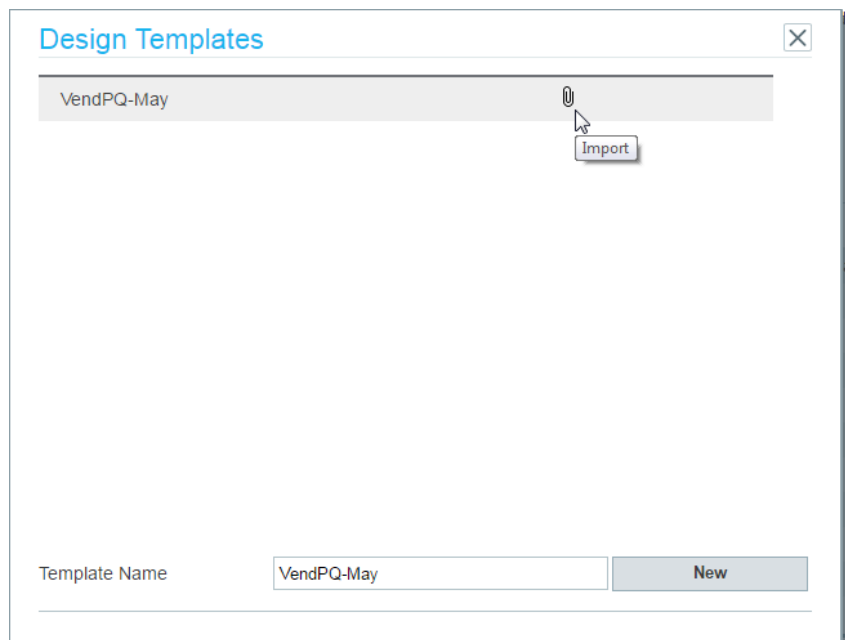 Design Templates
VendPQ-May
Import
Template Name
VendPQ-May
New